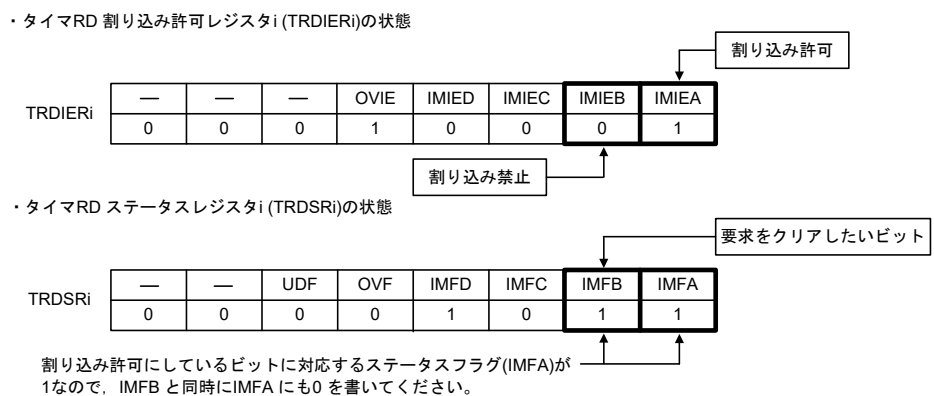 ・タイマRD 割り込み許可レジスタi (TRDIERi)の状態
割り込み許可
TRDIERi
— — — OVIE IMIED IMIEC IMIEB IMIEA
0 0 0 1 0 0 0 1
割り込み禁止
・タイマRD ステータスレジスタi (TRDSRi)の状態
要求をクリアしたいビット
TRDSRi
— — UDF OVF IMFD IMFC IMFB IMFA
0 0 0 0 1 0 1 1
割り込み許可にしているビットに対応するステータスフラグ(IMFA)が
1なので，IMFB と同時にIMFA にも0 を書いてください。